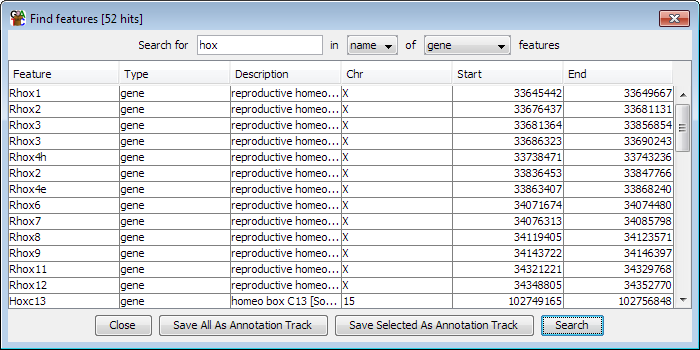 Find features [52 hits]
Search for hox in name of gene features
Feature Type Description Chr Start End
Rhox1 gene reproductive homeo... X 33645442 33649667
Rhox2 gene reproductive homeo... X 33676437 33681131
Rhox3 gene reproductive homeo... X 33681364 33856854
Rhox3 gene reproductive homeo... X 33686323 33690243
Rhox4h gene reproductive homeo... X 33738471 33743236
Rhox2 gene reproductive homeo... X 33836453 33847766
Rhox4e gene reproductive homeo... X 33863407 33868240
Rhox6 gene reproductive homeo... X 34071674 34074480
Rhox7 gene reproductive homeo... X 34076313 34085798
Rhox8 gene reproductive homeo... X 34119405 34123571
Rhox9 gene reproductive homeo... X 34143722 34146397
Rhox11 gene reproductive homeo... X 34321221 34329768
Rhox12 gene reproductive homeo... X 34348805 34352770
Hoxc13 gene homeo box C13 [So... 15 102749165 102756848
Close Save All As Annotation Track Save Selected As Annotation Track Search